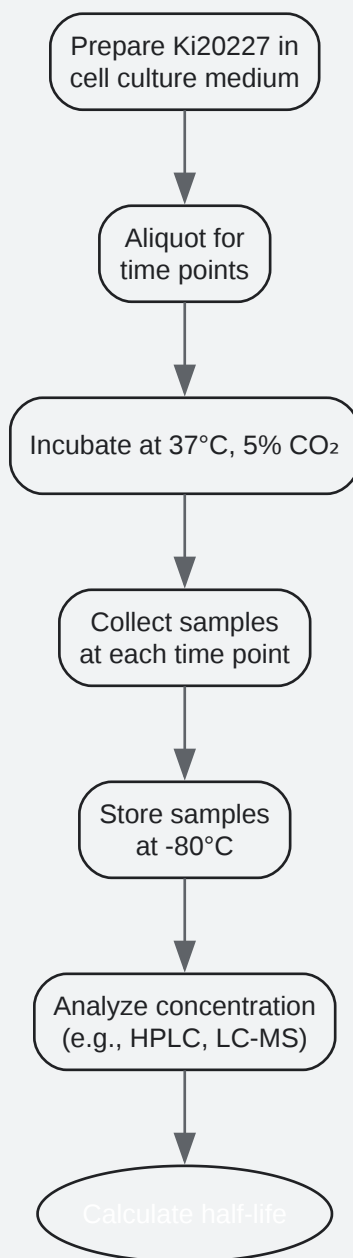 Prepare Ki20227 in
cell culture medium
Aliquot for
time points
Incubate at 37°C, 5% CO₂
Collect samples
at each time point
Store samples
at -80°C
Analyze concentration
(e.g., HPLC, LC-MS)
Calculate half-life